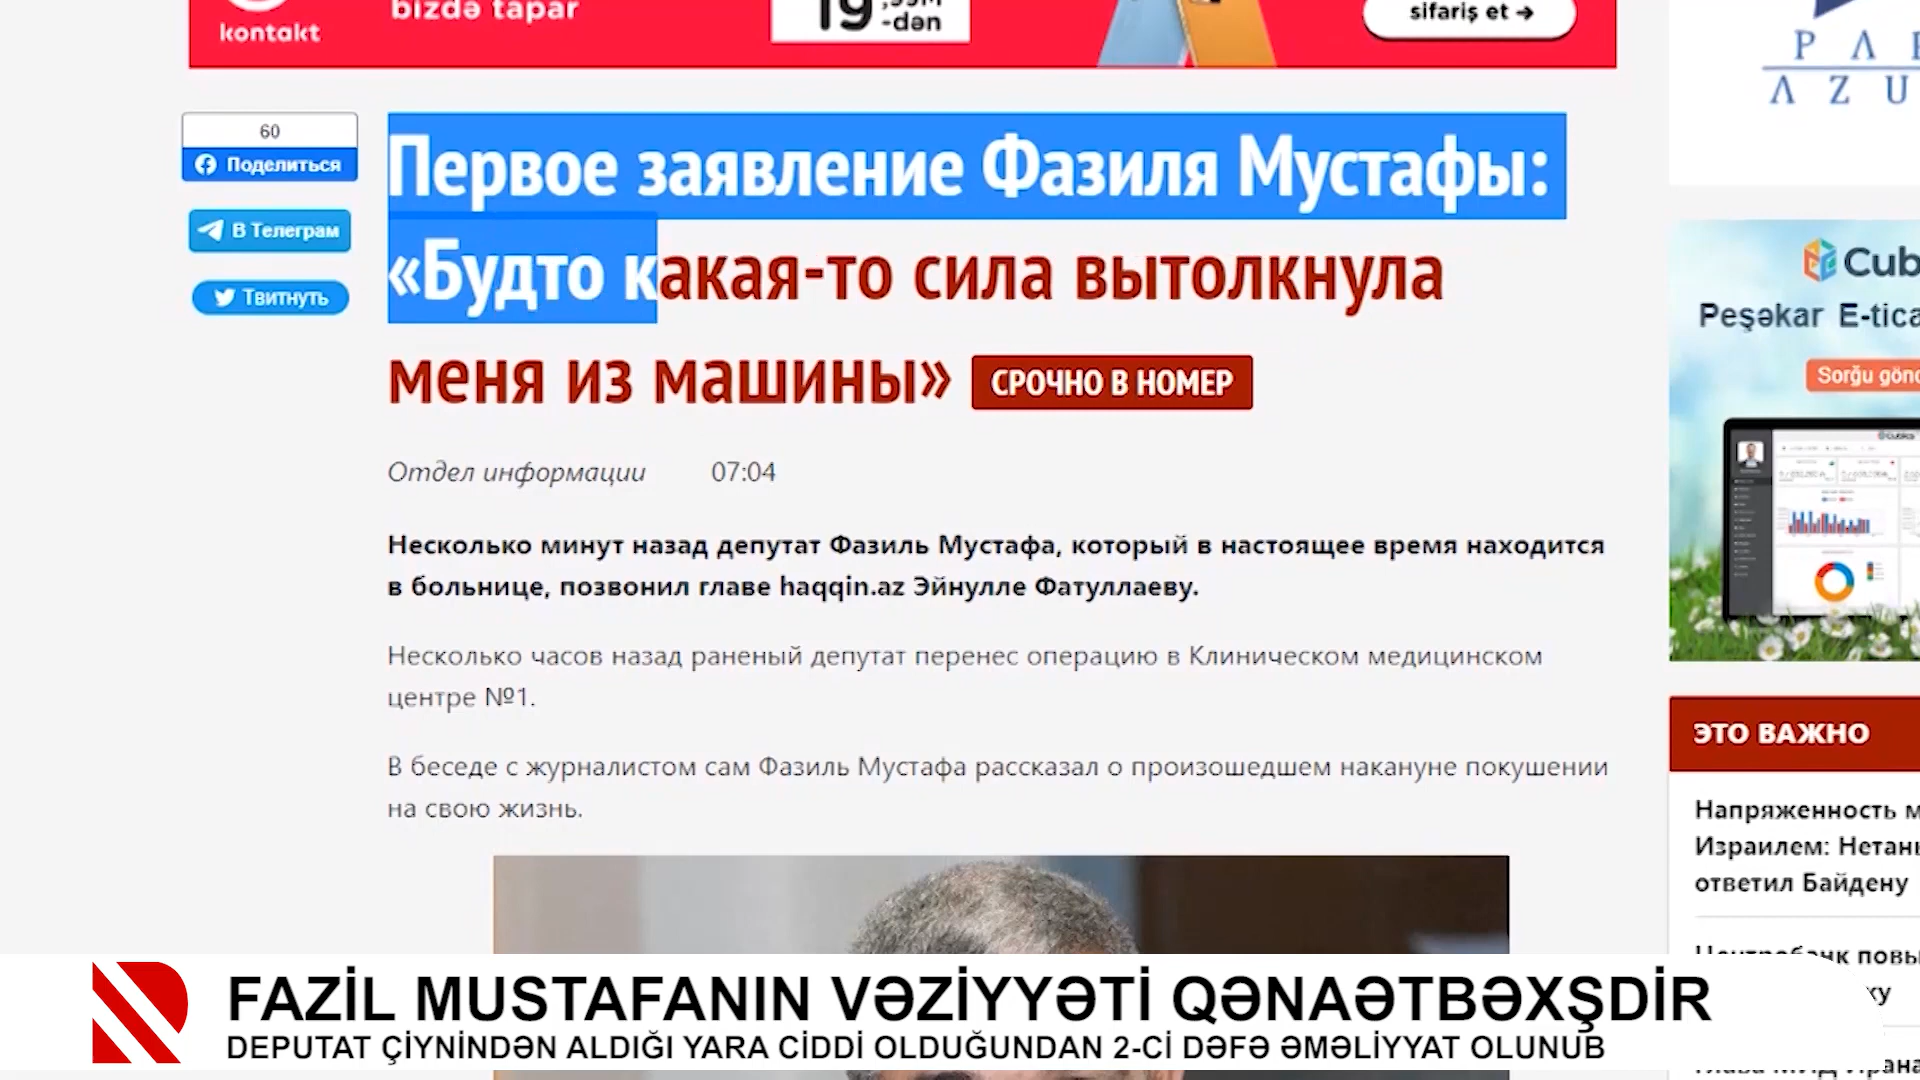 kontakt
bizdə tapar
19
-dən
sifariş et →
60
Поделиться
В Телеграм
Твитнуть
Первое заявление Фазиля Мустафы:
«Будто какая-то сила вытолкнула
меня из машины» СРОЧНО В НОМЕР
Отдел информации 07:04
Несколько минут назад депутат Фазиль Мустафа, который в настоящее время находится
в больнице, позвонил главе haqqin.az Эйнулле Фатуллаеву.
Несколько часов назад раненый депутат перенес операцию в Клиническом медицинском
центре №1.
В беседе с журналистом сам Фазиль Мустафа рассказал о произошедшем накануне покушении
на свою жизнь.
Peşəkar E-tica
Sorğu gönd
ЭТО ВАЖНО
Напряженность м
Израилем: Нетань
ответил Байдену
FAZİL MUSTAFANIN VƏZİYYƏTİ QƏNAƏTBƏXŞDİR
DEPUTAT ÇİYNİNDƏN ALDIĞI YARA CİDDİ OLDUĞUNDAN 2-Cİ DƏFƏ ƏMƏLİYYAT OLUNUB